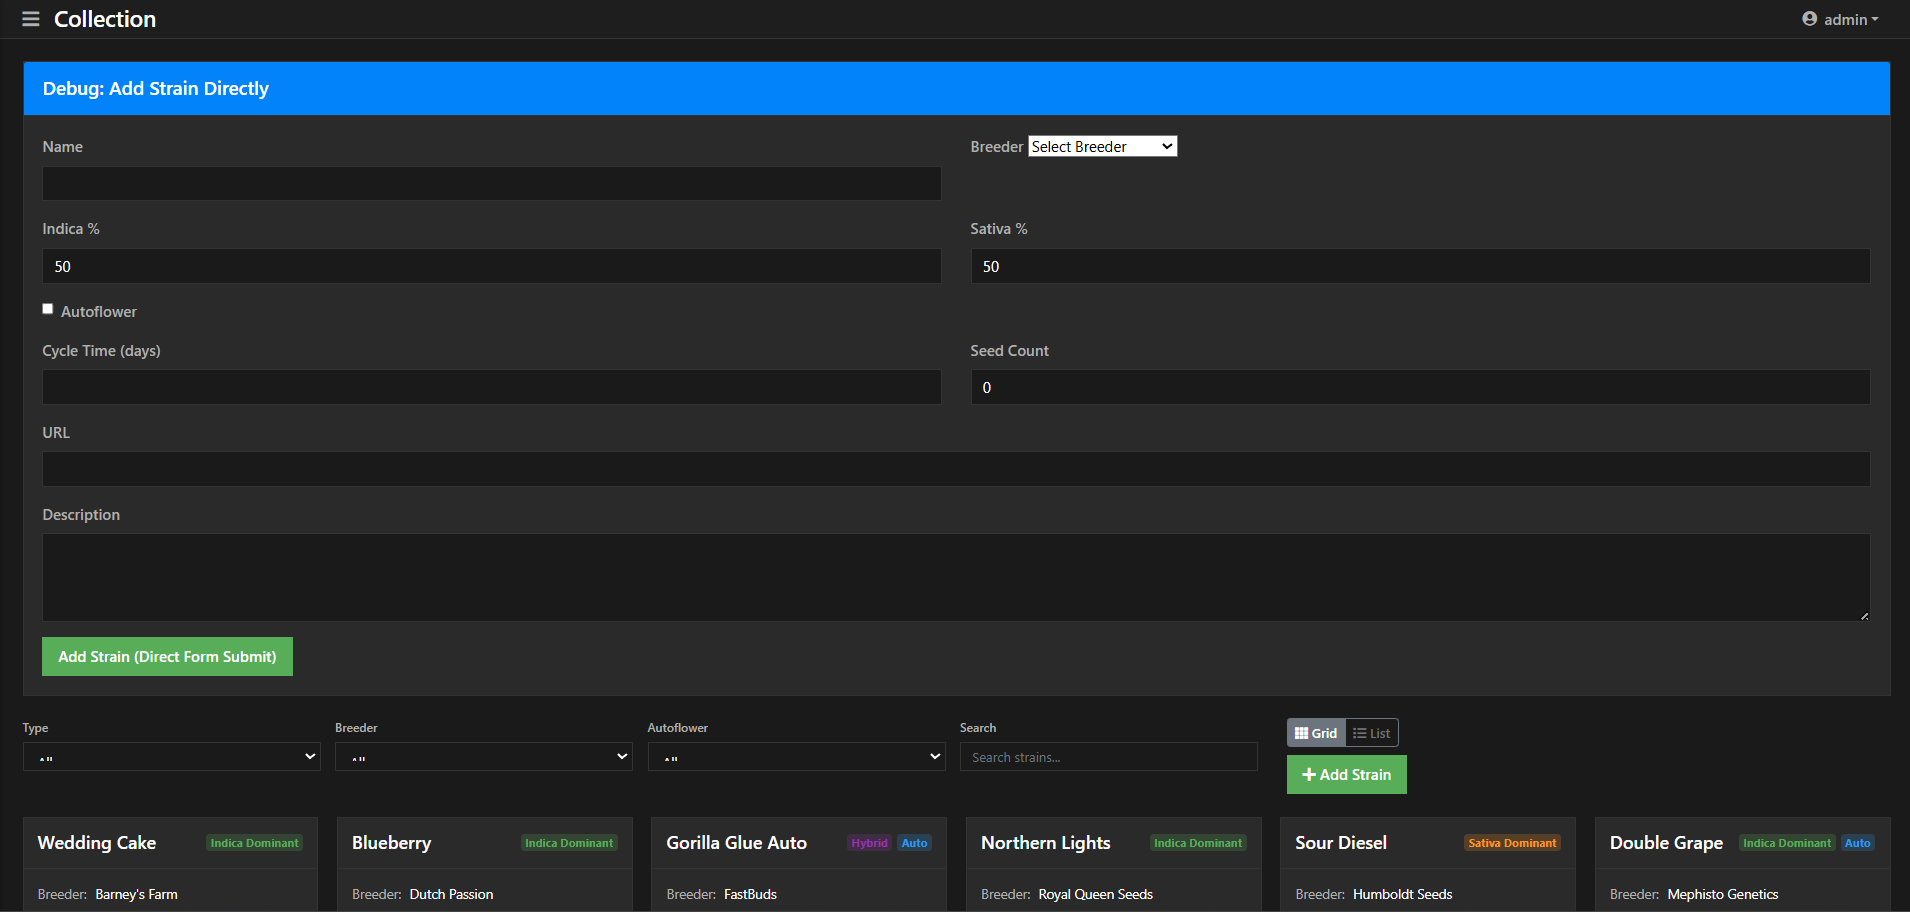 Collection
admin
Debug: Add Strain Directly
Name
Breeder Select Breeder
Indica %
Sativa %
50
50
Autoflower
Cycle Time (days)
Seed Count
0
URL
Description
Add Strain (Direct Form Submit)
Type
Breeder
Autoflower
Search
Grid
List
All
All
All
Search strains...
Add Strain
Wedding Cake Indica Dominant
Blueberry Indica Dominant
Gorilla Glue Auto Hybrid Auto
Northern Lights Indica Dominant
Sour Diesel Sativa Dominant
Double Grape Indica Dominant Auto
Breeder: Barney's Farm
Breeder: Dutch Passion
Breeder: FastBuds
Breeder: Royal Queen Seeds
Breeder: Humboldt Seeds
Breeder: Mephisto Genetics